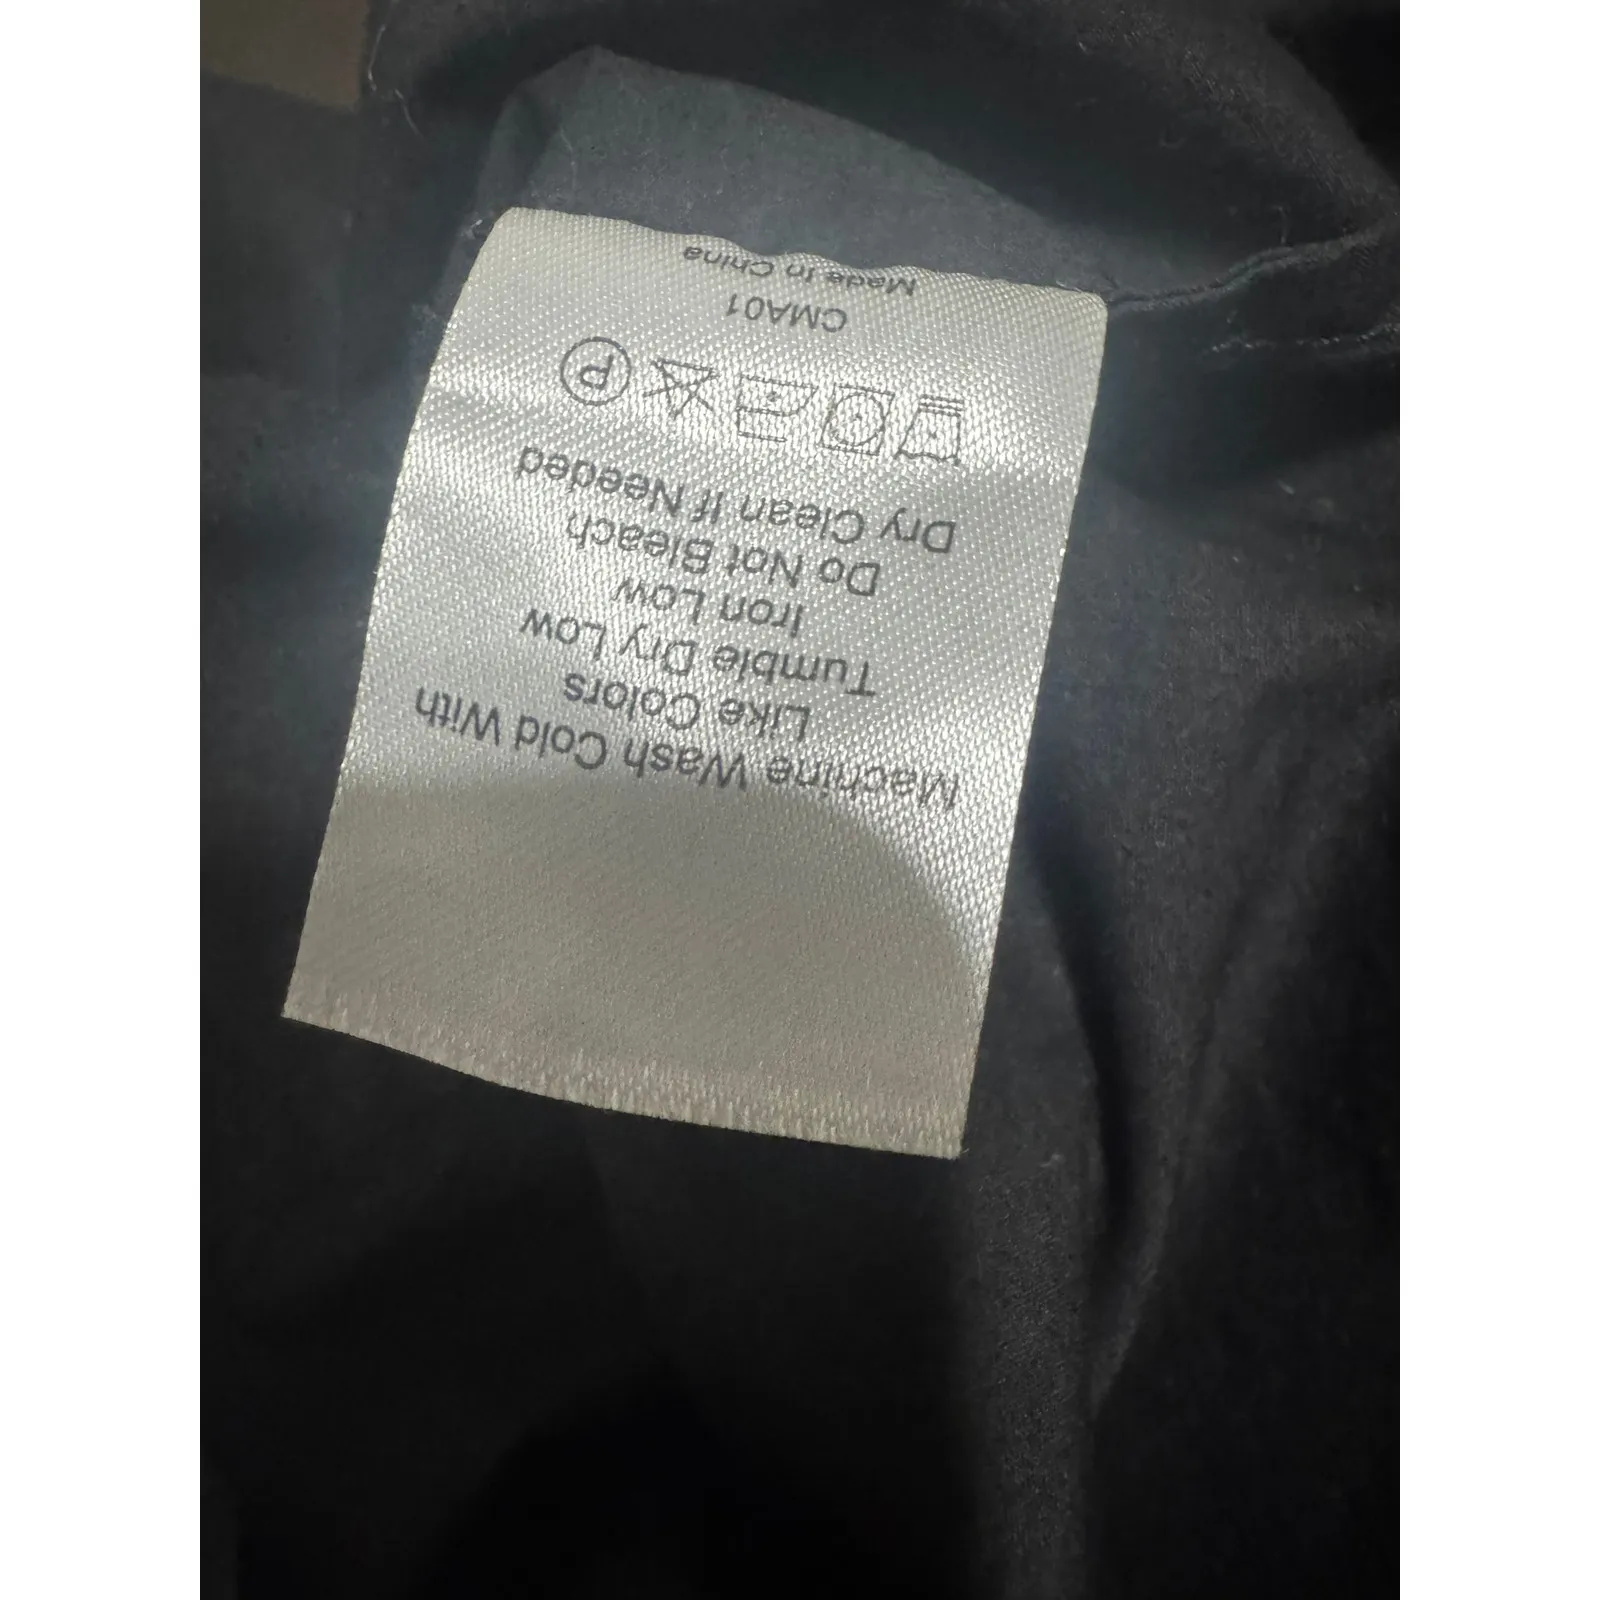 Machine Wash Cold With
Like Colors
Tumble Dry Low
Iron Low
Do Not Bleach
Dry Clean If Needed
P
CMA01
Made In China